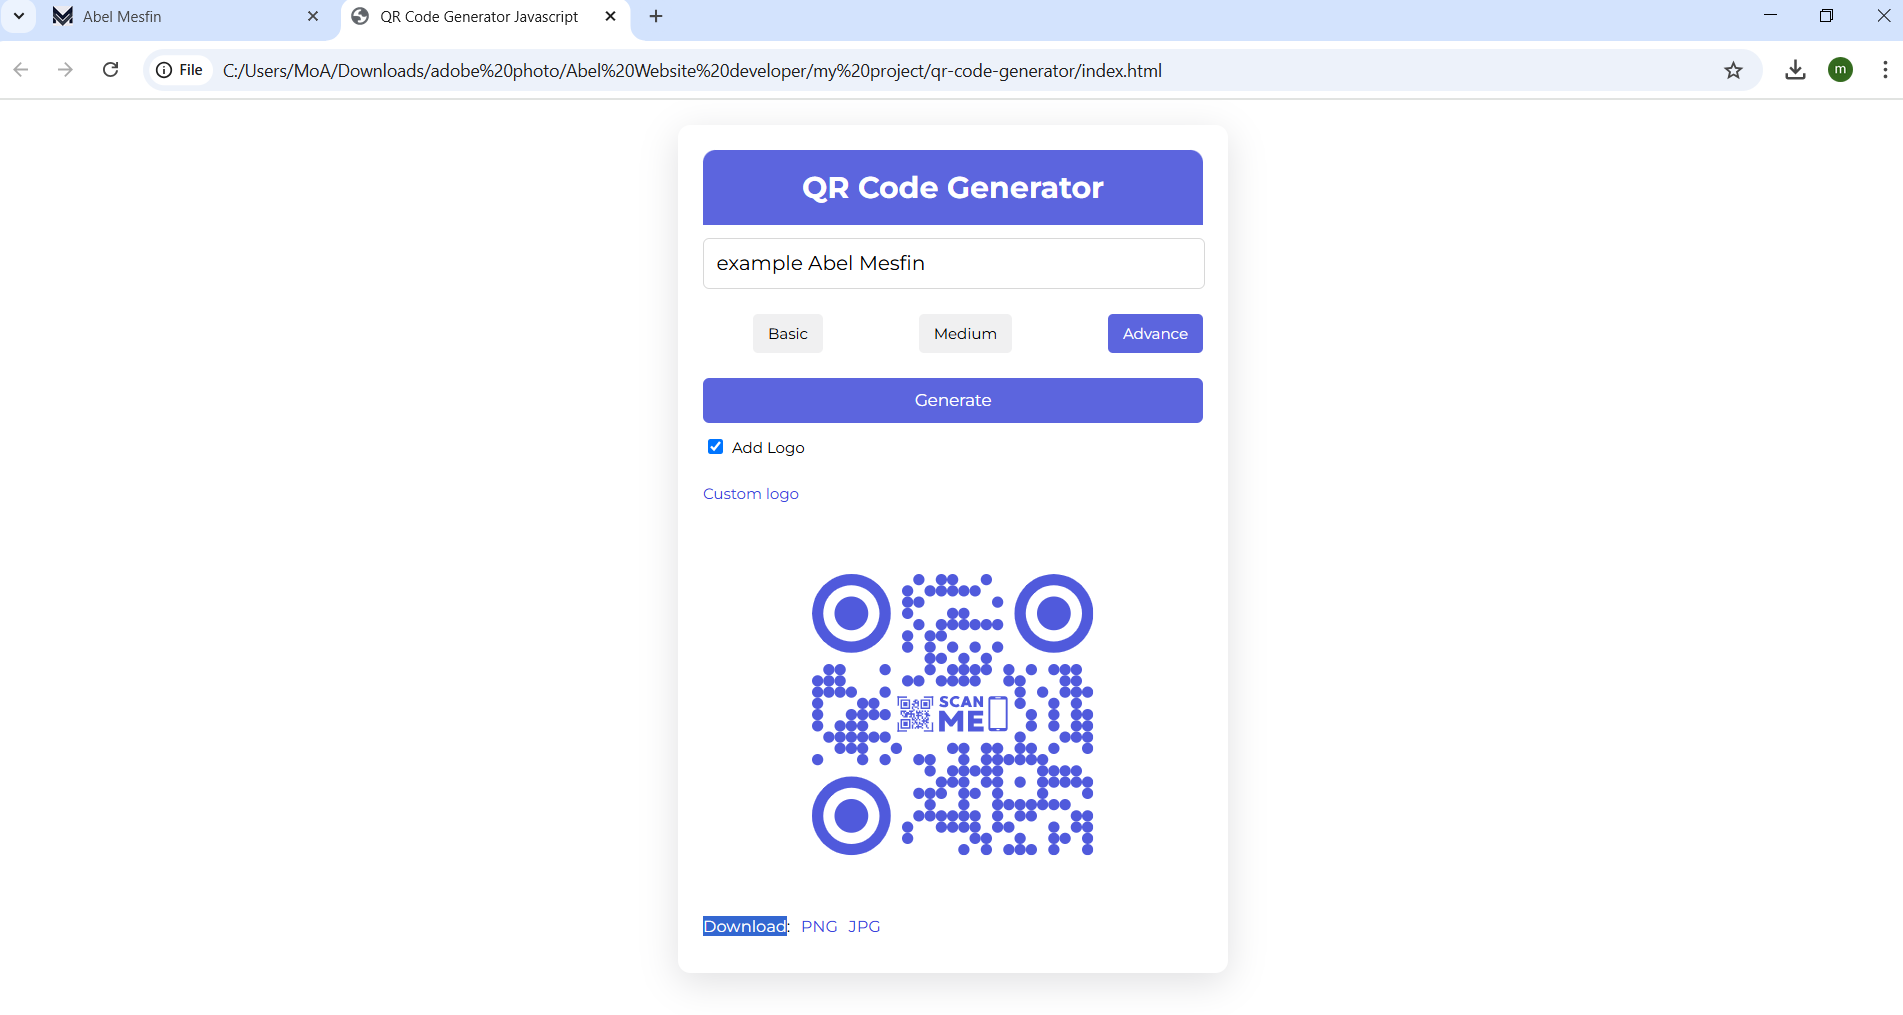 Abel Mesfin
QR Code Generator Javascript
File
C:/Users/MoA/Downloads/adobe%20photo/Abel%20Website%20developer/my%20project/qr-code-generator/index.html
m
QR Code Generator
example Abel Mesfin
Basic
Medium
Advance
Generate
Add Logo
Custom logo
SCAN
ME
Download: PNG JPG